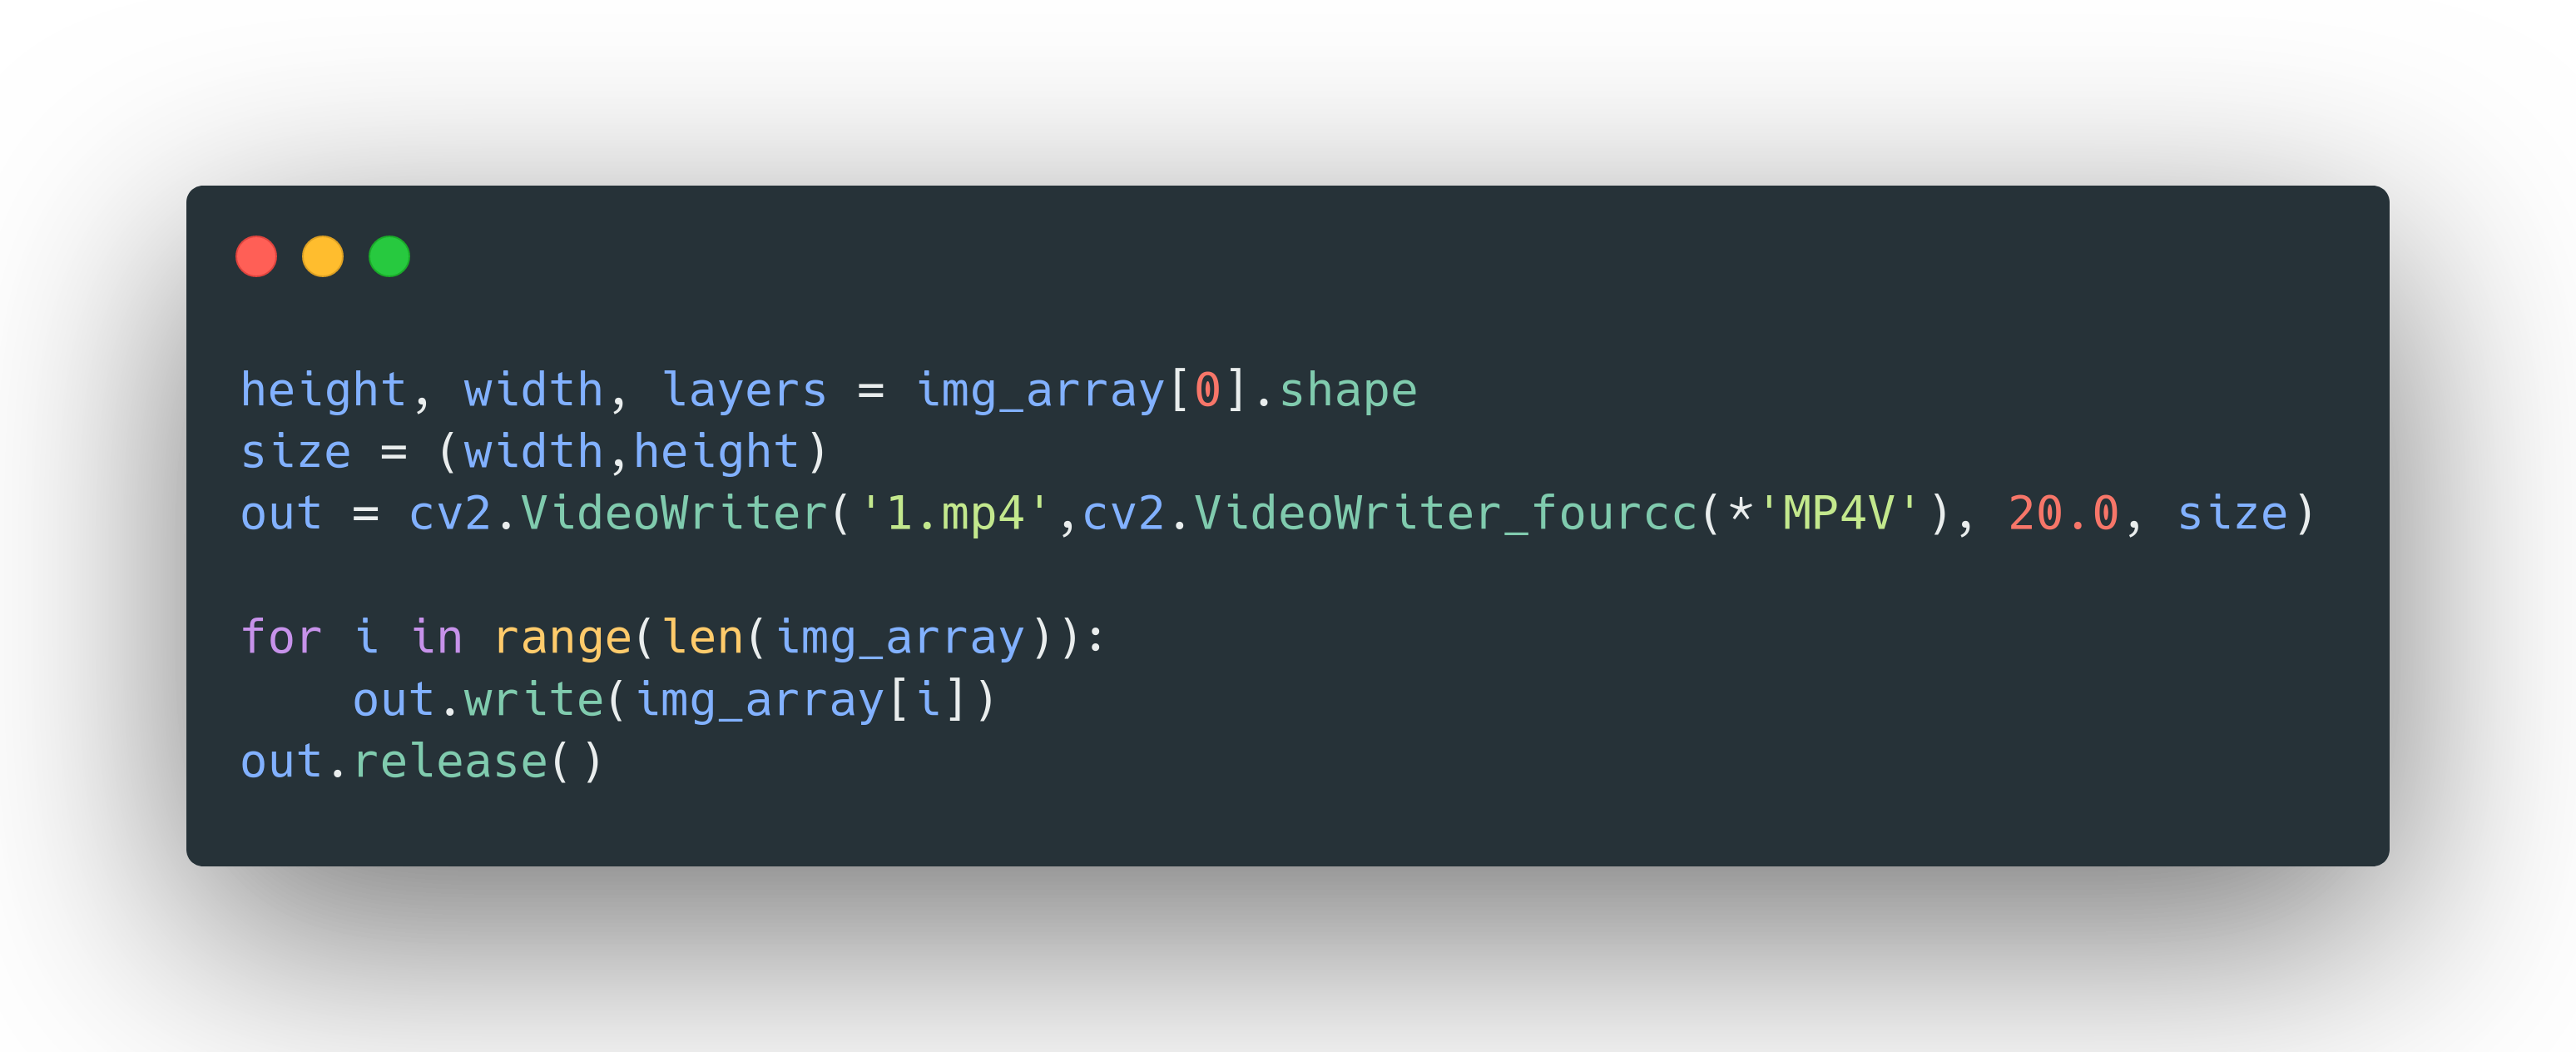 height, width, layers = img_array[0].shape
size = (width,height)
out = cv2.VideoWriter('1.mp4',cv2.VideoWriter_fourcc(*'MP4V'), 20.0, size)
for i in range(len(img_array)):
    out.write(img_array[i])
out.release()